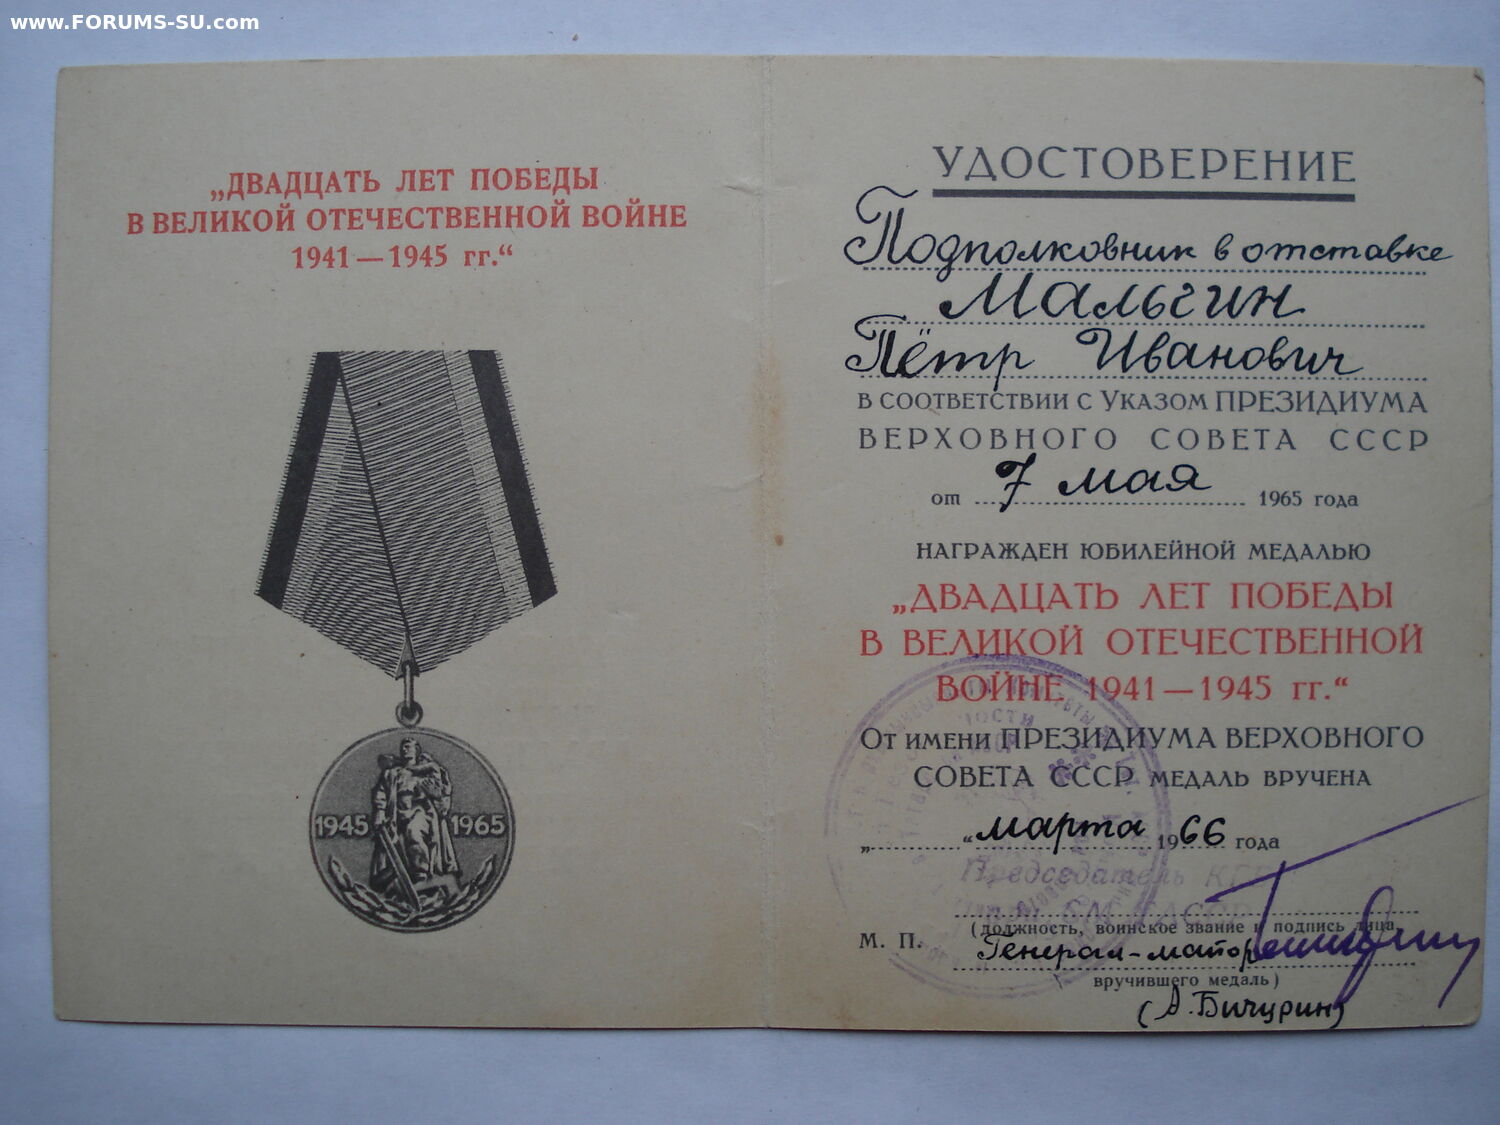 www.FORUMS-SU.com
„ДВАДЦАТЬ ЛЕТ ПОБЕДЫ
В ВЕЛИКОЙ ОТЕЧЕСТВЕННОЙ ВОЙНЕ
1941—1945 гг.“
1945 1965
УДОСТОВЕРЕНИЕ
Подполковник в отставке
Мальгин
Пётр Иванович
В СООТВЕТСТВИИ С УКАЗОМ ПРЕЗИДИУМА
ВЕРХОВНОГО СОВЕТА СССР
от 7 мая 1965 года
НАГРАЖДЕН ЮБИЛЕЙНОЙ МЕДАЛЬЮ
„ДВАДЦАТЬ ЛЕТ ПОБЕДЫ
В ВЕЛИКОЙ ОТЕЧЕСТВЕННОЙ
ВОЙНЕ 1941—1945 гг.“
От имени ПРЕЗИДИУМА ВЕРХОВНОГО
СОВЕТА СССР МЕДАЛЬ ВРУЧЕНА
„ “ марта 1966 года
Председатель КГБ
(должность, воинское звание и подпись лица,
М. П.
Генерал-майор
вручившего медаль)
(А. Бичурин)